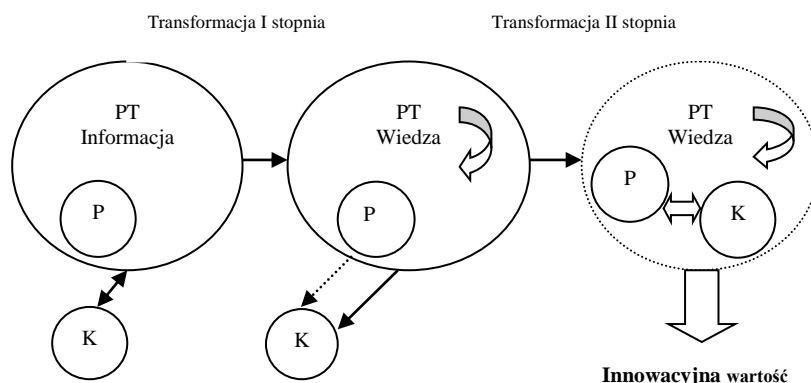 Transformacja I stopnia
Transformacja II stopnia
PT
Informacja
P
K
PT
Wiedza
P
K
PT
Wiedza
P
K
Innowacyjna wartość